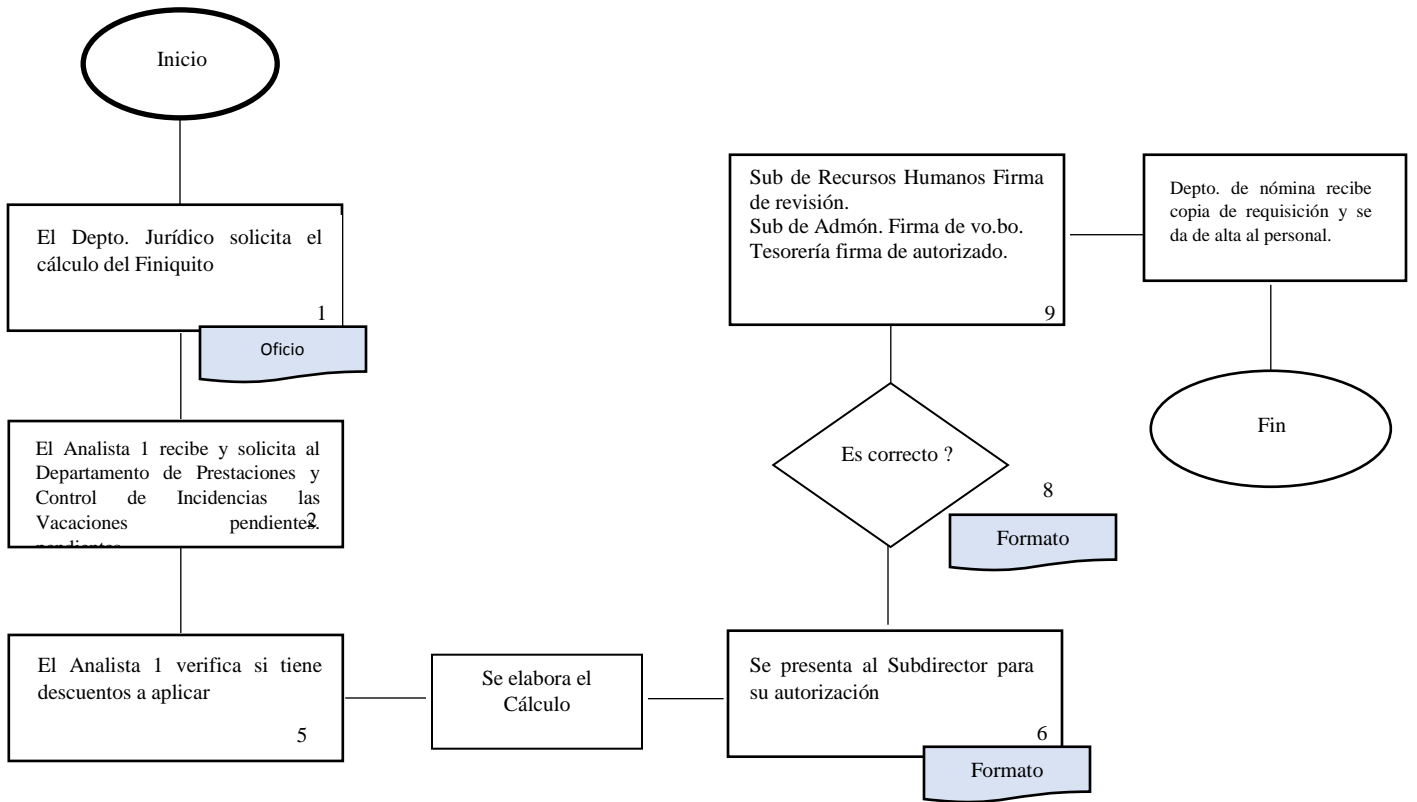 Inicio
El Depto. Jurídico solicita el
cálculo del Finiquito
1
Oficio
El Analista 1 recibe y solicita al
Departamento de Prestaciones y
Control de Incidencias las
Vacaciones pendientes.
2
pendientes
El Analista 1 verifica si tiene
descuentos a aplicar
5
Se elabora el
Cálculo
Se presenta al Subdirector para
su autorización
6
Formato
Es correcto ?
8
Formato
Sub de Recursos Humanos Firma
de revisión.
Sub de Admón. Firma de vo.bo.
Tesorería firma de autorizado.
9
Depto. de nómina recibe
copia de requisición y se
da de alta al personal.
Fin